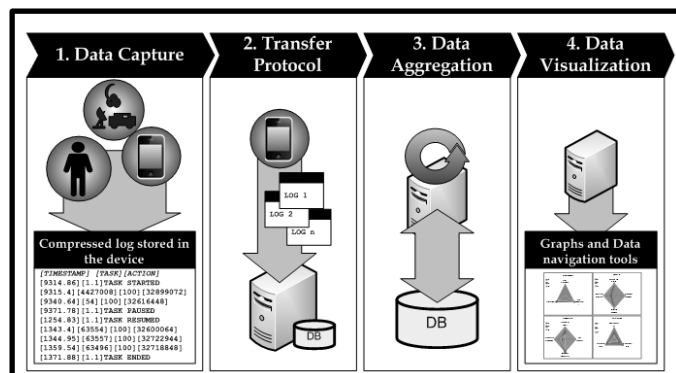 1. Data Capture
2. Transfer
Protocol
3. Data
Aggregation
4. Data
Visualization
Compressed log stored in
the device
[TIMESTAMP] [TASK][ACTION]
[9314.86][1.1]TASK STARTED
[9315.4][4427008][100][32899072]
[9340.64][54][100][32616448]
[9371.78][1.1]TASK PAUSED
[1254.83][1.1]TASK RESUMED
[1343.4][63554][100][32600064]
[1344.95][63557][100][32722944]
[1359.54][63496][100][32718848]
[1371.88][1.1]TASK ENDED
LOG 1
LOG 2
LOG n
DB
DB
Graphs and Data
navigation tools